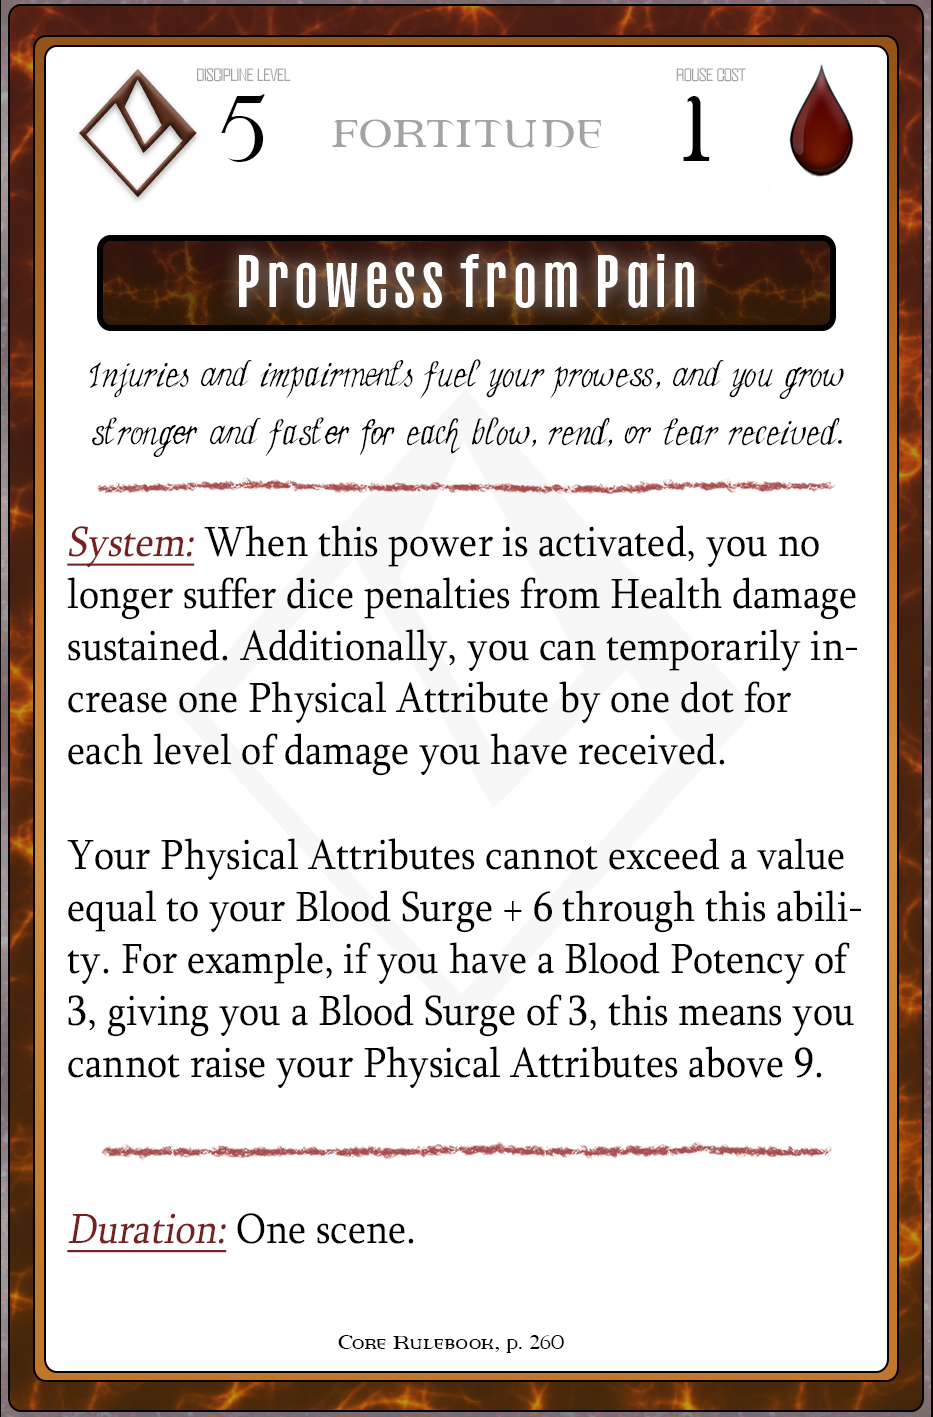 DISCIPLINE LEVEL
5
FORTITUDE
ROUSE COST
1
Prowess from Pain
Injuries and impairments fuel your prowess, and you grow
stronger and faster for each blow, rend, or tear received.
System: When this power is activated, you no
longer suffer dice penalties from Health damage
sustained. Additionally, you can temporarily in-
crease one Physical Attribute by one dot for
each level of damage you have received.
Your Physical Attributes cannot exceed a value
equal to your Blood Surge + 6 through this abili-
ty. For example, if you have a Blood Potency of
3, giving you a Blood Surge of 3, this means you
cannot raise your Physical Attributes above 9.
Duration: One scene.
Core Rulebook, p. 260